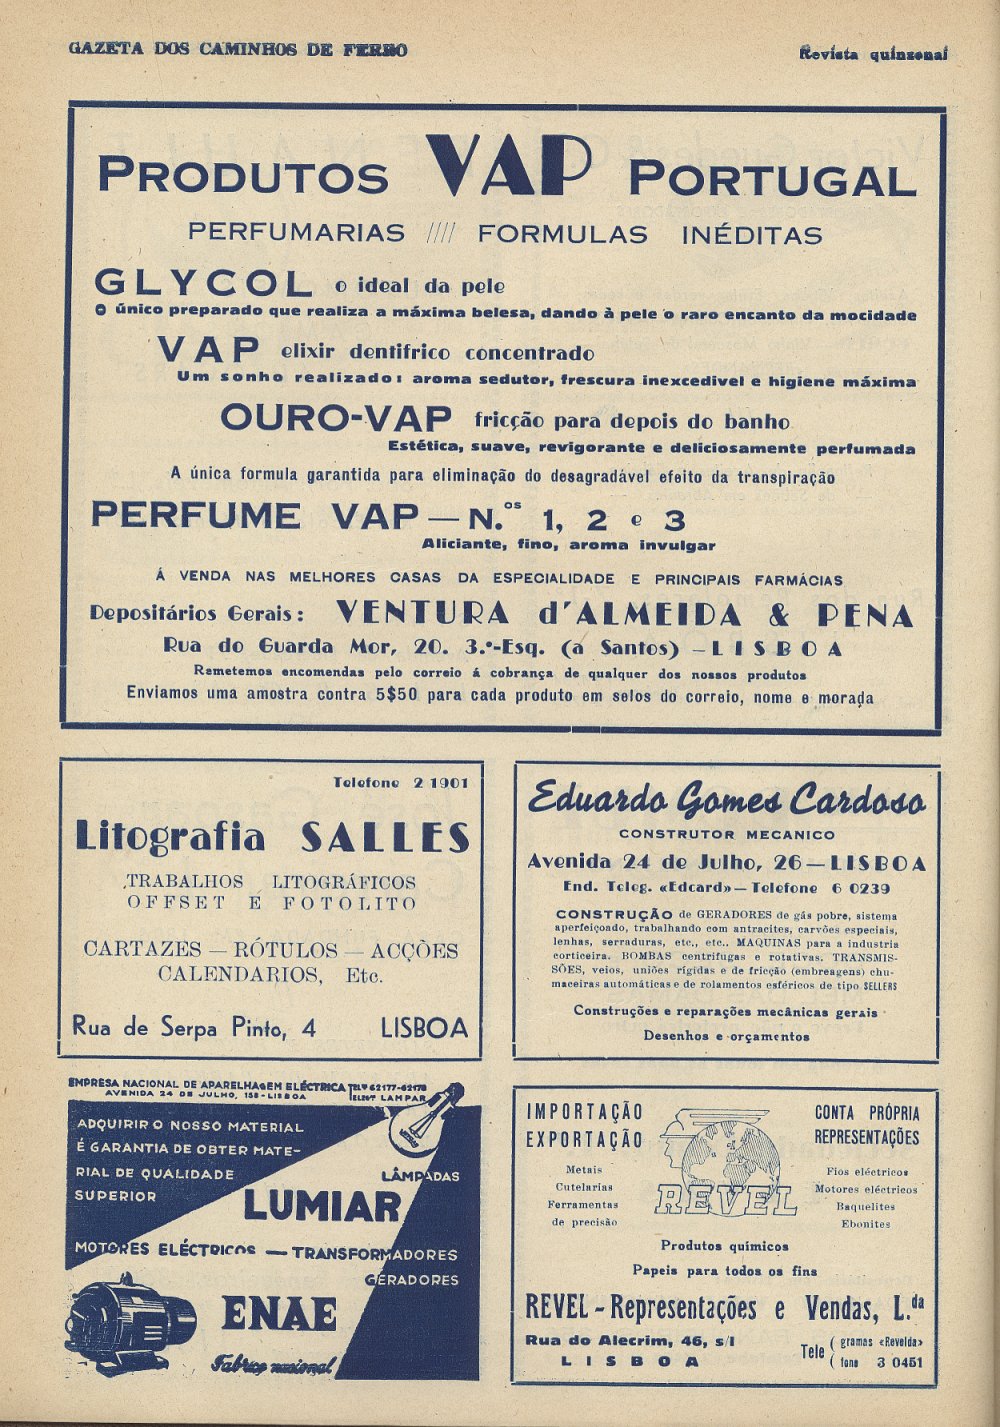 GAZETA DOS CAMINHOS DE FERRO
Revista quinzenal
PRODUTOS VAP PORTUGAL
PERFUMARIAS //// FORMULAS INÉDITAS
GLYCOL o ideal da pele
O único preparado que realiza a máxima belesa, dando à pele o raro encanto da mocidade
VAP elixir dentifrico concentrado
Um sonho realizado: aroma sedutor, frescura inexcedivel e higiene máxima
OURO-VAP fricção para depois do banho
Estética, suave, revigorante e deliciosamente perfumada
A única formula garantida para eliminação do desagradável efeito da transpiração
PERFUME VAP — N.os 1, 2 e 3
Aliciante, fino, aroma invulgar
Á VENDA NAS MELHORES CASAS DA ESPECIALIDADE E PRINCIPAIS FARMÁCIAS
Depositários Gerais: VENTURA d'ALMEIDA & PENA
Rua do Guarda Mor, 20. 3.º-Esq. (á Santos) – LISBOA
Remetemos encomendas pelo correio á cobrança de qualquer dos nossos produtos
Enviamos uma amostra contra 5$50 para cada produto em selos do correio, nome e morada
Telefone 2 1901
Litografia SALLES
TRABALHOS LITOGRÁFICOS
OFFSET E FOTOLITO
CARTAZES — RÓTULOS — ACÇÕES
CALENDARIOS, Etc.
Rua de Serpa Pinto, 4 LISBOA
Eduardo Gomes Cardoso
CONSTRUTOR MECANICO
Avenida 24 de Julho, 26 — LISBOA
End. Teleg. «Edcard» — Telefone 6 0239
CONSTRUÇÃO de GERADORES de gás pobre, sistema
aperfeiçoado, trabalhando com antracites, carvões especiais,
lenhas, serraduras, etc., etc.. MAQUINAS para a industria
corticeira. BOMBAS centrifugas e rotativas. TRANSMIS-
SÕES, veios, uniões rígidas e de fricção (embreagens) chu-
maceiras automáticas e de rolamentos esféricos de tipo SELLERS
Construções e reparações mecânicas gerais
Desenhos e orçamentos
EMPRESA NACIONAL DE APARELHAGEM ELÉCTRICA TELF 62177-62178
AVENIDA 24 DE JULHO, 158-LISBOA TELEGR LAMPAR
ADQUIRIR O NOSSO MATERIAL
É GARANTIA DE OBTER MATE-
RIAL DE QUALIDADE
SUPERIOR
LÂMPADAS
LUMIAR
MOTORES ELÉCTRICOS — TRANSFORMADORES
GERADORES
ENAE
Fabrico nacional
IMPORTAÇÃO
EXPORTAÇÃO
Metais
Cutelarias
Ferramentas
de precisão
REVEL
CONTA PRÓPRIA
REPRESENTAÇÕES
Fios eléctricos
Motores eléctricos
Baquelites
Ebonites
Produtos químicos
Papeis para todos os fins
REVEL - Representações e Vendas, L.da
Rua do Alecrim, 46, s/l
LISBOA
Tele ( gramas «Revelda»
( fone 3 0451